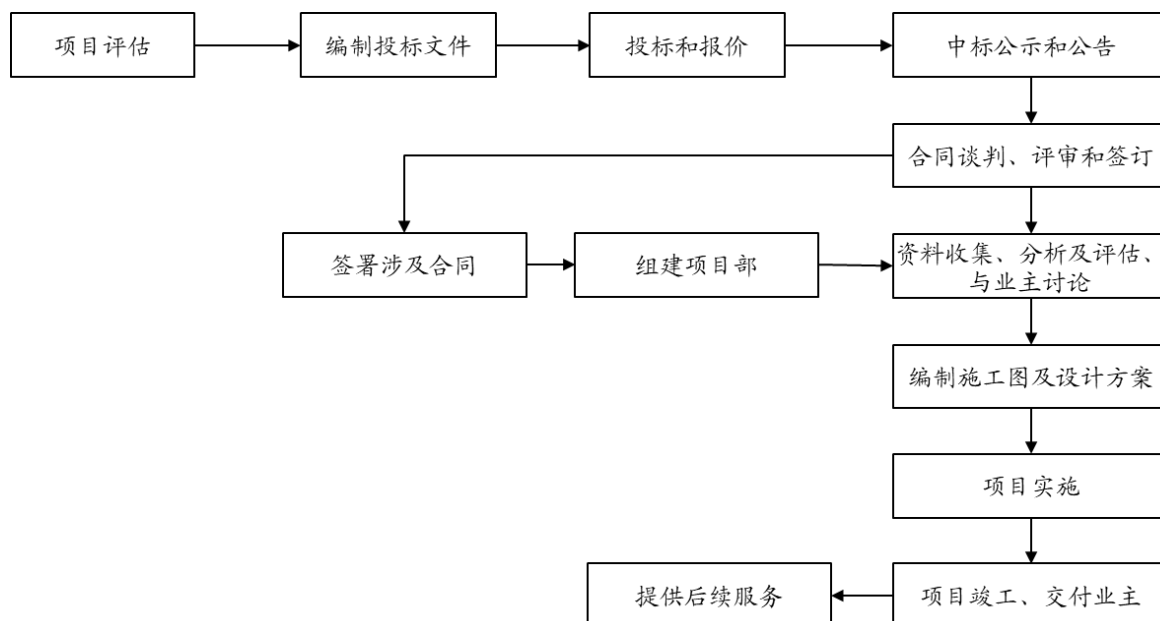 项目评估
编制投标文件
投标和报价
中标公示和公告
合同谈判、评审和签订
签署涉及合同
组建项目部
资料收集、分析及评估、
与业主讨论
编制施工图及设计方案
项目实施
提供后续服务
项目竣工、交付业主